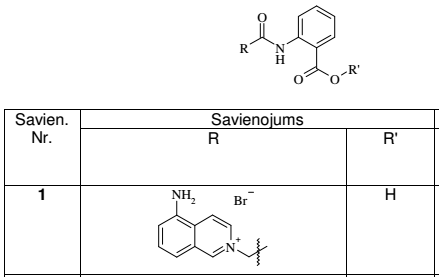 O
R
N
H
O
O
R'
Savien. Nr.
Savienojums
R
R'
1
NH₂
Br⁻
N⁺
H